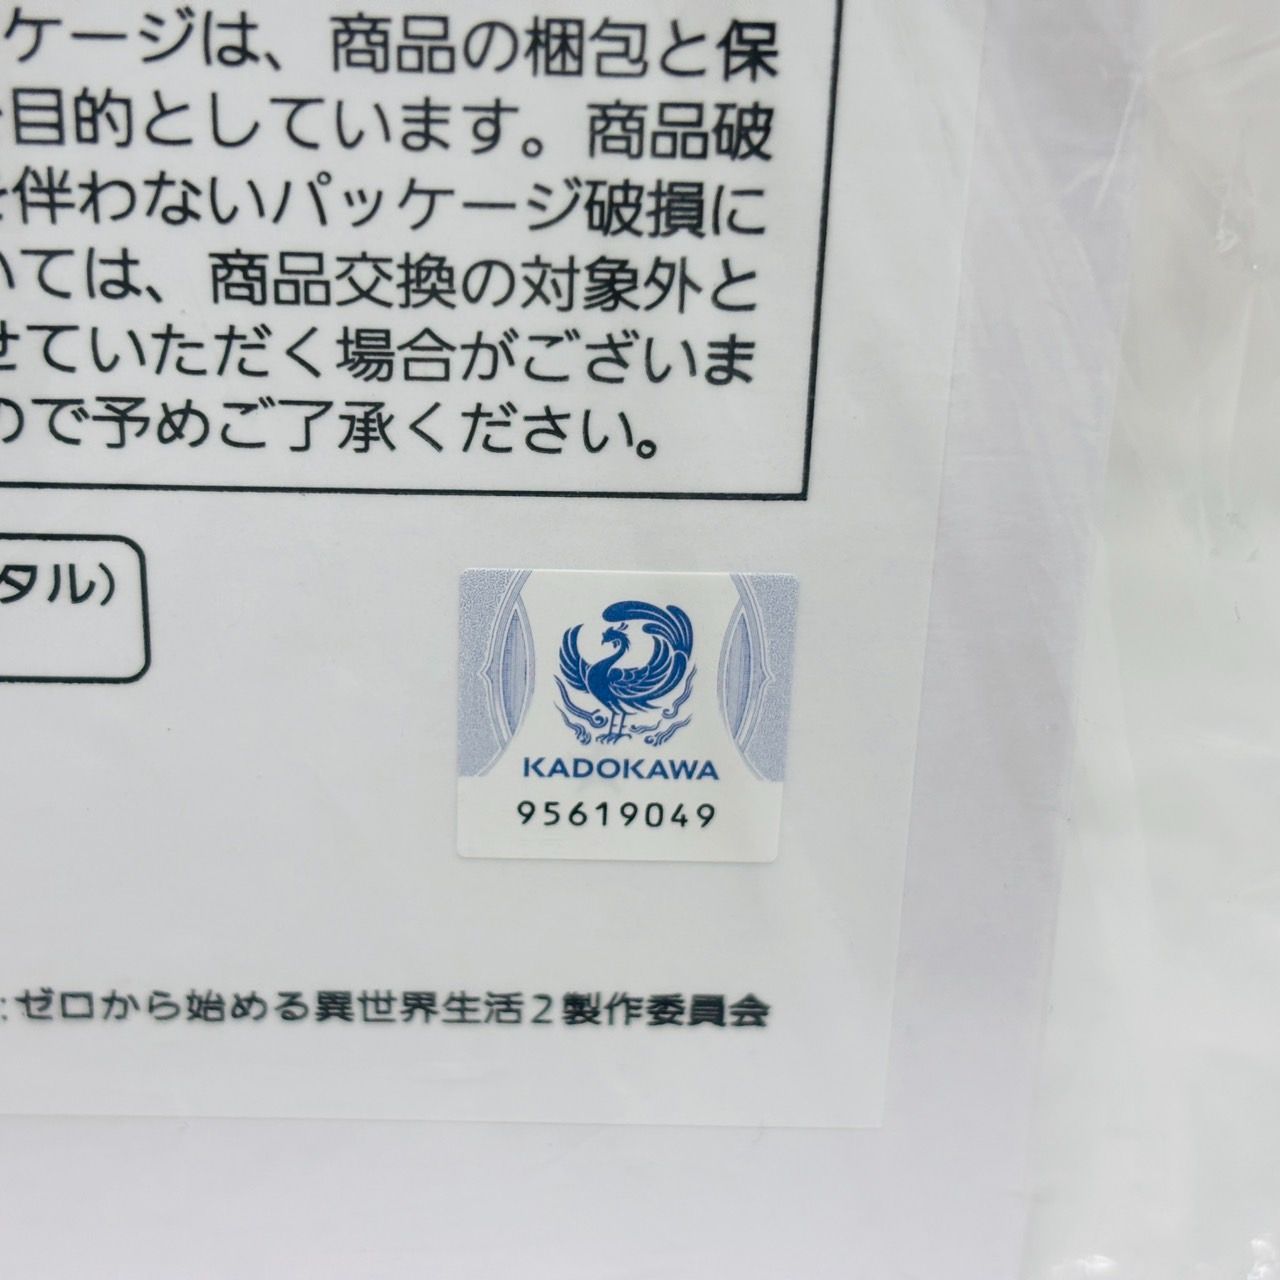 ケージは、商品の梱包と保
を目的としています。商品破
を伴わないパッケージ破損に
いては、商品交換の対象外と
せていただく場合がございま
ので予めご了承ください。
タル）
KADOKAWA
95619049
:ゼロから始める異世界生活2製作委員会